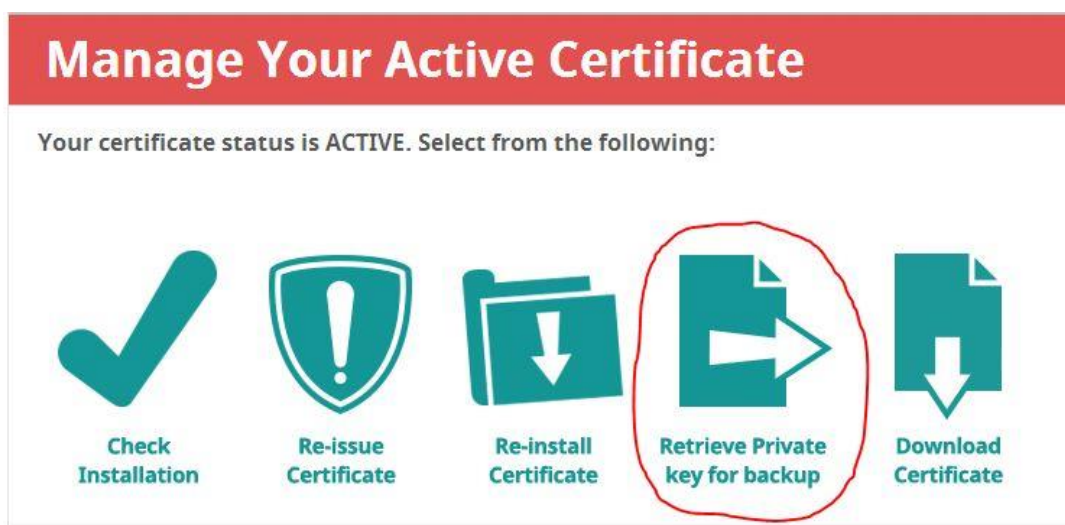 Manage Your Active Certificate
Your certificate status is ACTIVE. Select from the following:
Check
Installation
Re-issue
Certificate
Re-install
Certificate
Retrieve Private
key for backup
Download
Certificate